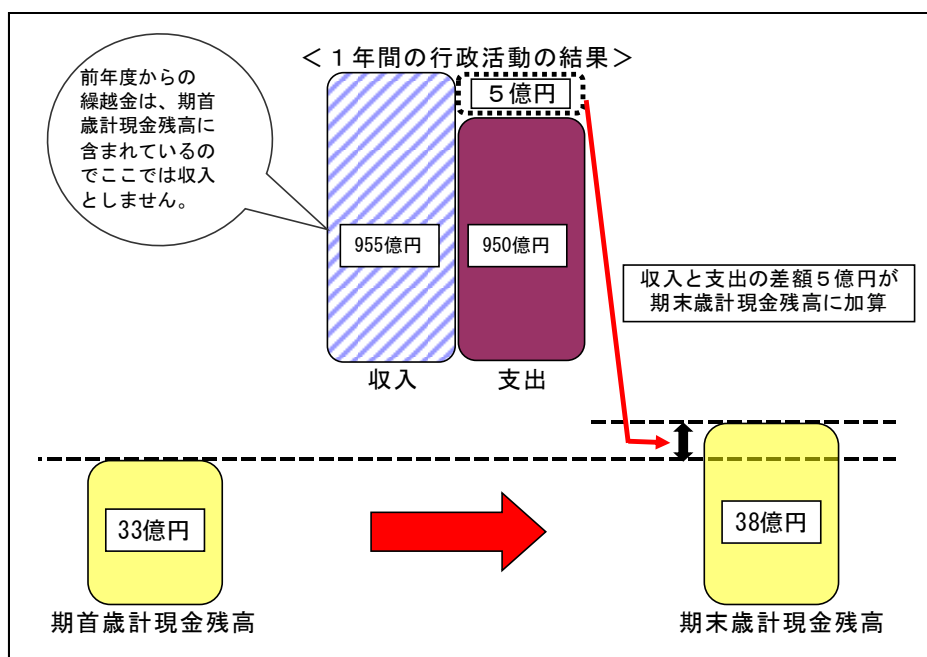 ＜１年間の行政活動の結果＞
前年度からの
繰越金は、期首
歳計現金残高に
含まれているの
でここでは収入
としません。
５億円
955億円
950億円
収入と支出の差額５億円が
期末歳計現金残高に加算
収入
支出
33億円
38億円
期首歳計現金残高
期末歳計現金残高